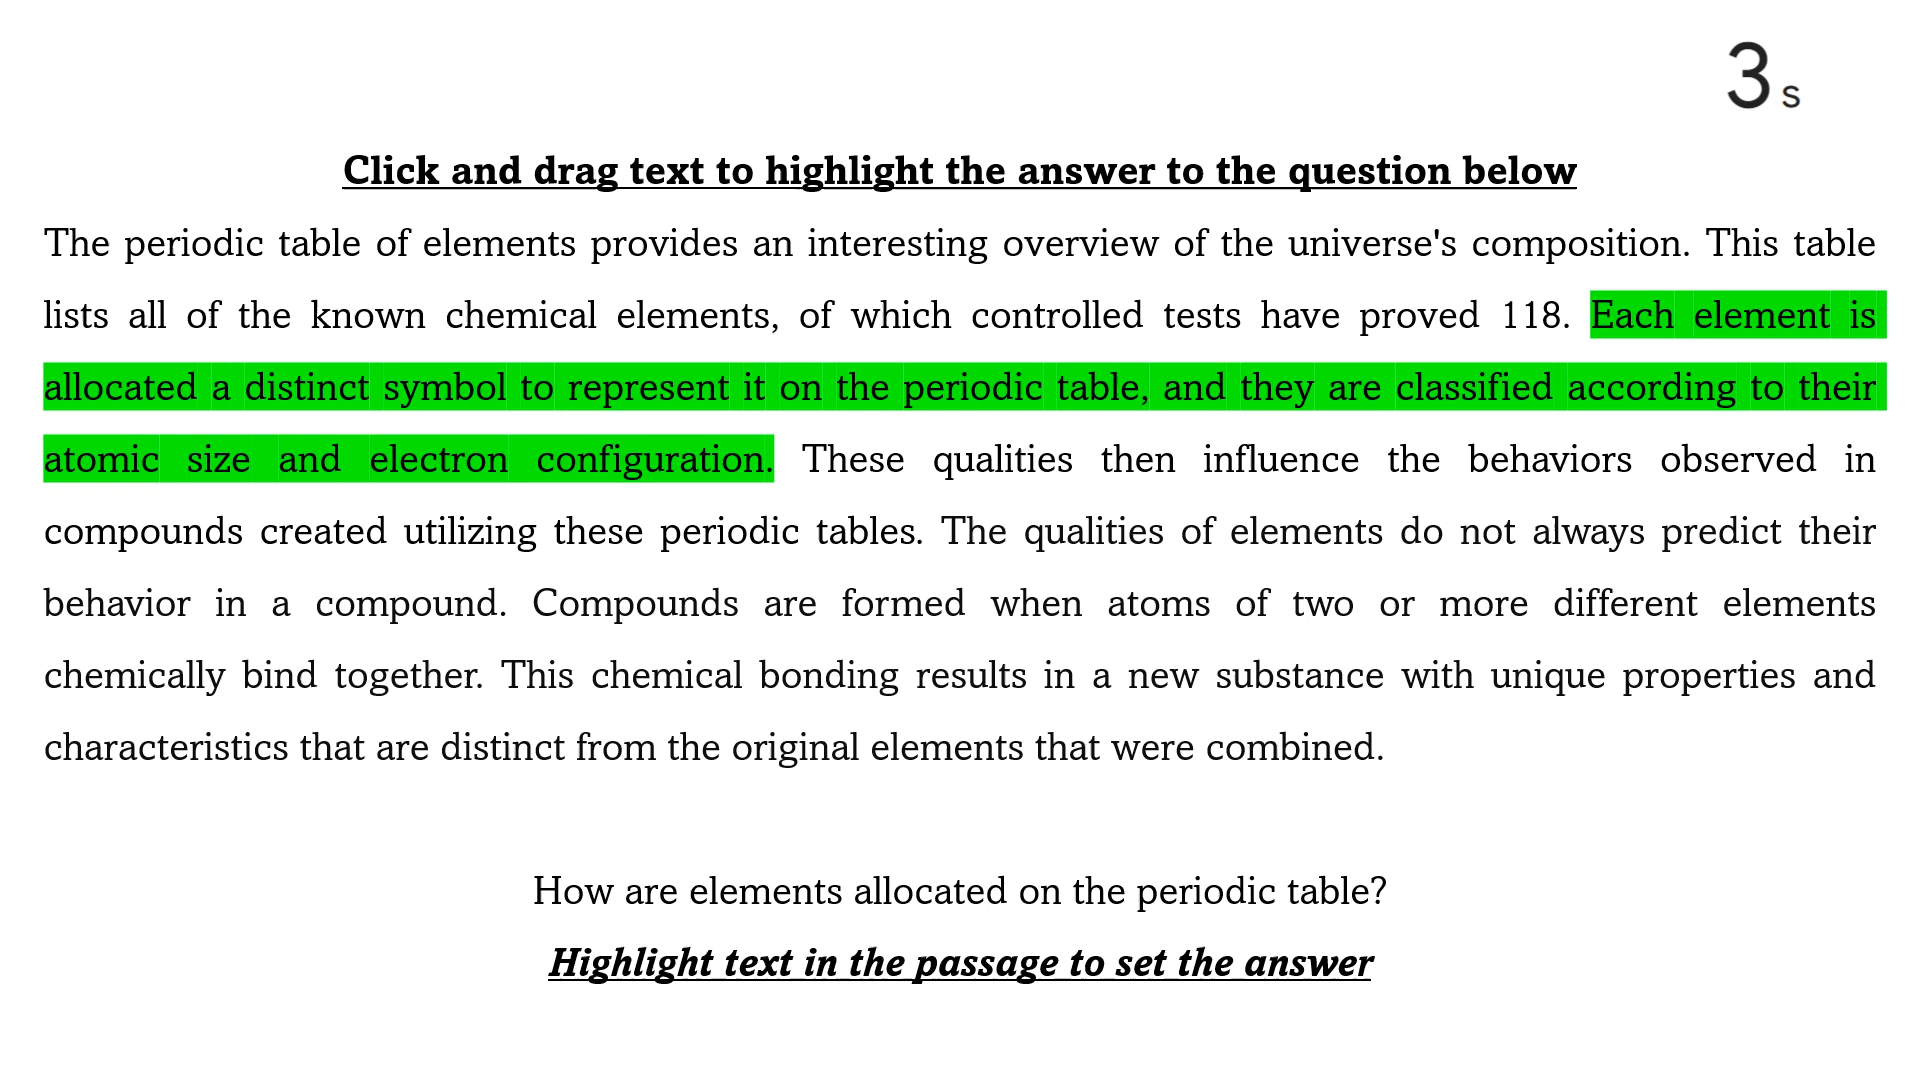 3 s
Click and drag text to highlight the answer to the question below
The periodic table of elements provides an interesting overview of the universe's composition. This table
lists all of the known chemical elements, of which controlled tests have proved 118. Each element is
allocated a distinct symbol to represent it on the periodic table, and they are classified according to their
atomic size and electron configuration. These qualities then influence the behaviors observed in
compounds created utilizing these periodic tables. The qualities of elements do not always predict their
behavior in a compound. Compounds are formed when atoms of two or more different elements
chemically bind together. This chemical bonding results in a new substance with unique properties and
characteristics that are distinct from the original elements that were combined.
How are elements allocated on the periodic table?
Highlight text in the passage to set the answer